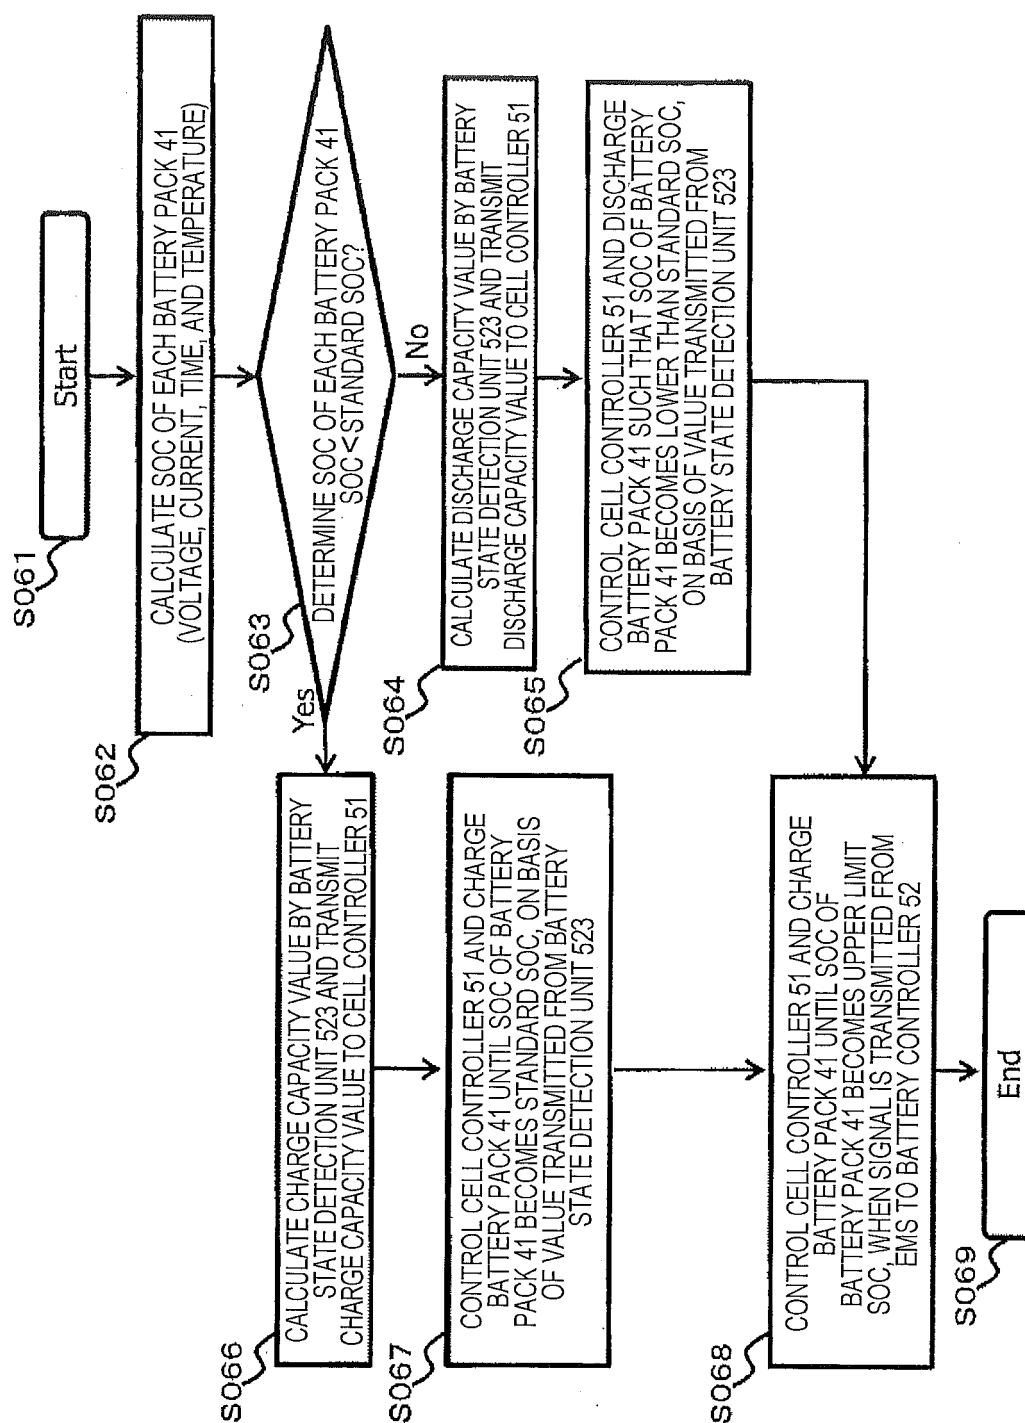 S061
Start
S062
CALCULATE SOC OF EACH BATTERY PACK 41
(VOLTAGE, CURRENT, TIME, AND TEMPERATURE)
S063
DETERMINE SOC OF EACH BATTERY PACK 41
SOC<STANDARD SOC?
Yes
No
S064
CALCULATE DISCHARGE CAPACITY VALUE BY BATTERY
STATE DETECTION UNIT 523 AND TRANSMIT
DISCHARGE CAPACITY VALUE TO CELL CONTROLLER 51
S065
CONTROL CELL CONTROLLER 51 AND DISCHARGE
BATTERY PACK 41 SUCH THAT SOC OF BATTERY
PACK 41 BECOMES LOWER THAN STANDARD SOC,
ON BASIS OF VALUE TRANSMITTED FROM
BATTERY STATE DETECTION UNIT 523
S066
CALCULATE CHARGE CAPACITY VALUE BY BATTERY
STATE DETECTION UNIT 523 AND TRANSMIT
CHARGE CAPACITY VALUE TO CELL CONTROLLER 51
S067
CONTROL CELL CONTROLLER 51 AND CHARGE
BATTERY PACK 41 UNTIL SOC OF BATTERY
PACK 41 BECOMES STANDARD SOC, ON BASIS
OF VALUE TRANSMITTED FROM BATTERY
STATE DETECTION UNIT 523
S068
CONTROL CELL CONTROLLER 51 AND CHARGE
BATTERY PACK 41 UNTIL SOC OF
BATTERY PACK 41 BECOMES UPPER LIMIT
SOC, WHEN SIGNAL IS TRANSMITTED FROM
EMS TO BATTERY CONTROLLER 52
S069
End